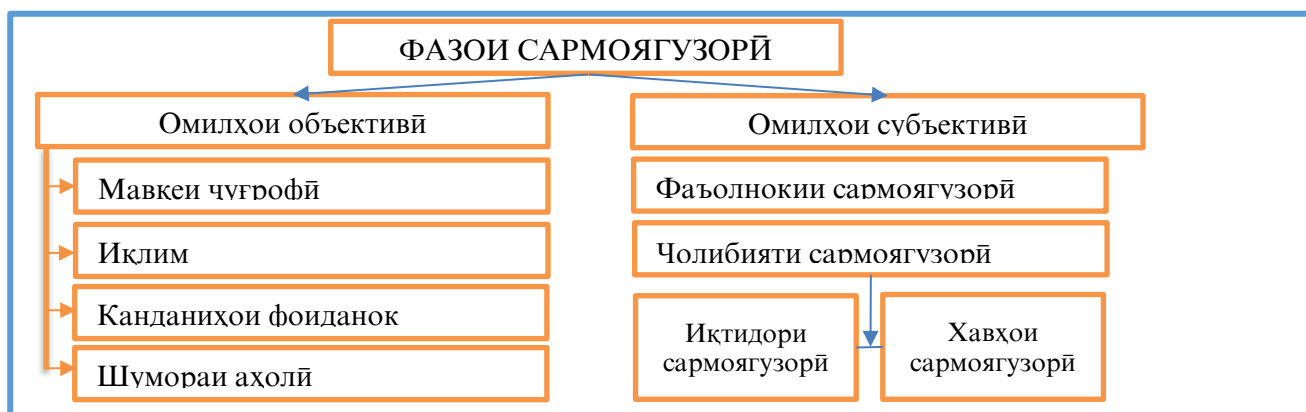 ФАЗОИ САРМОЯГУЗОРӢ
Омилҳои объективӣ
Омилҳои субъективӣ
Мавқеи ҷуғрофӣ
Фаъолнокии сармоягузорӣ
Иқлим
Ҷолибияти сармоягузорӣ
Канданиҳои фоиданок
Иқтидори
сармоягузорӣ
Хавҳои
сармоягузорӣ
Шумораи аҳолӣ